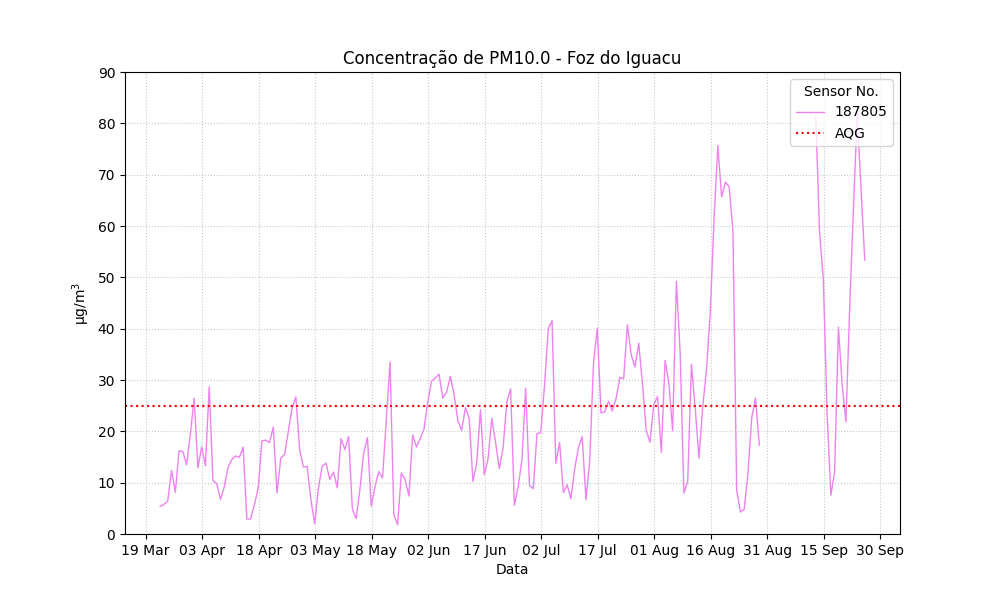 Concentração de PM10.0 - Foz do Iguacu
90
80
70
60
50
40
30
20
10
0
µg/m³
Sensor No.
187805
AQG
19 Mar 03 Apr 18 Apr 03 May 18 May 02 Jun 17 Jun 02 Jul 17 Jul 01 Aug 16 Aug 31 Aug 15 Sep 30 Sep
Data